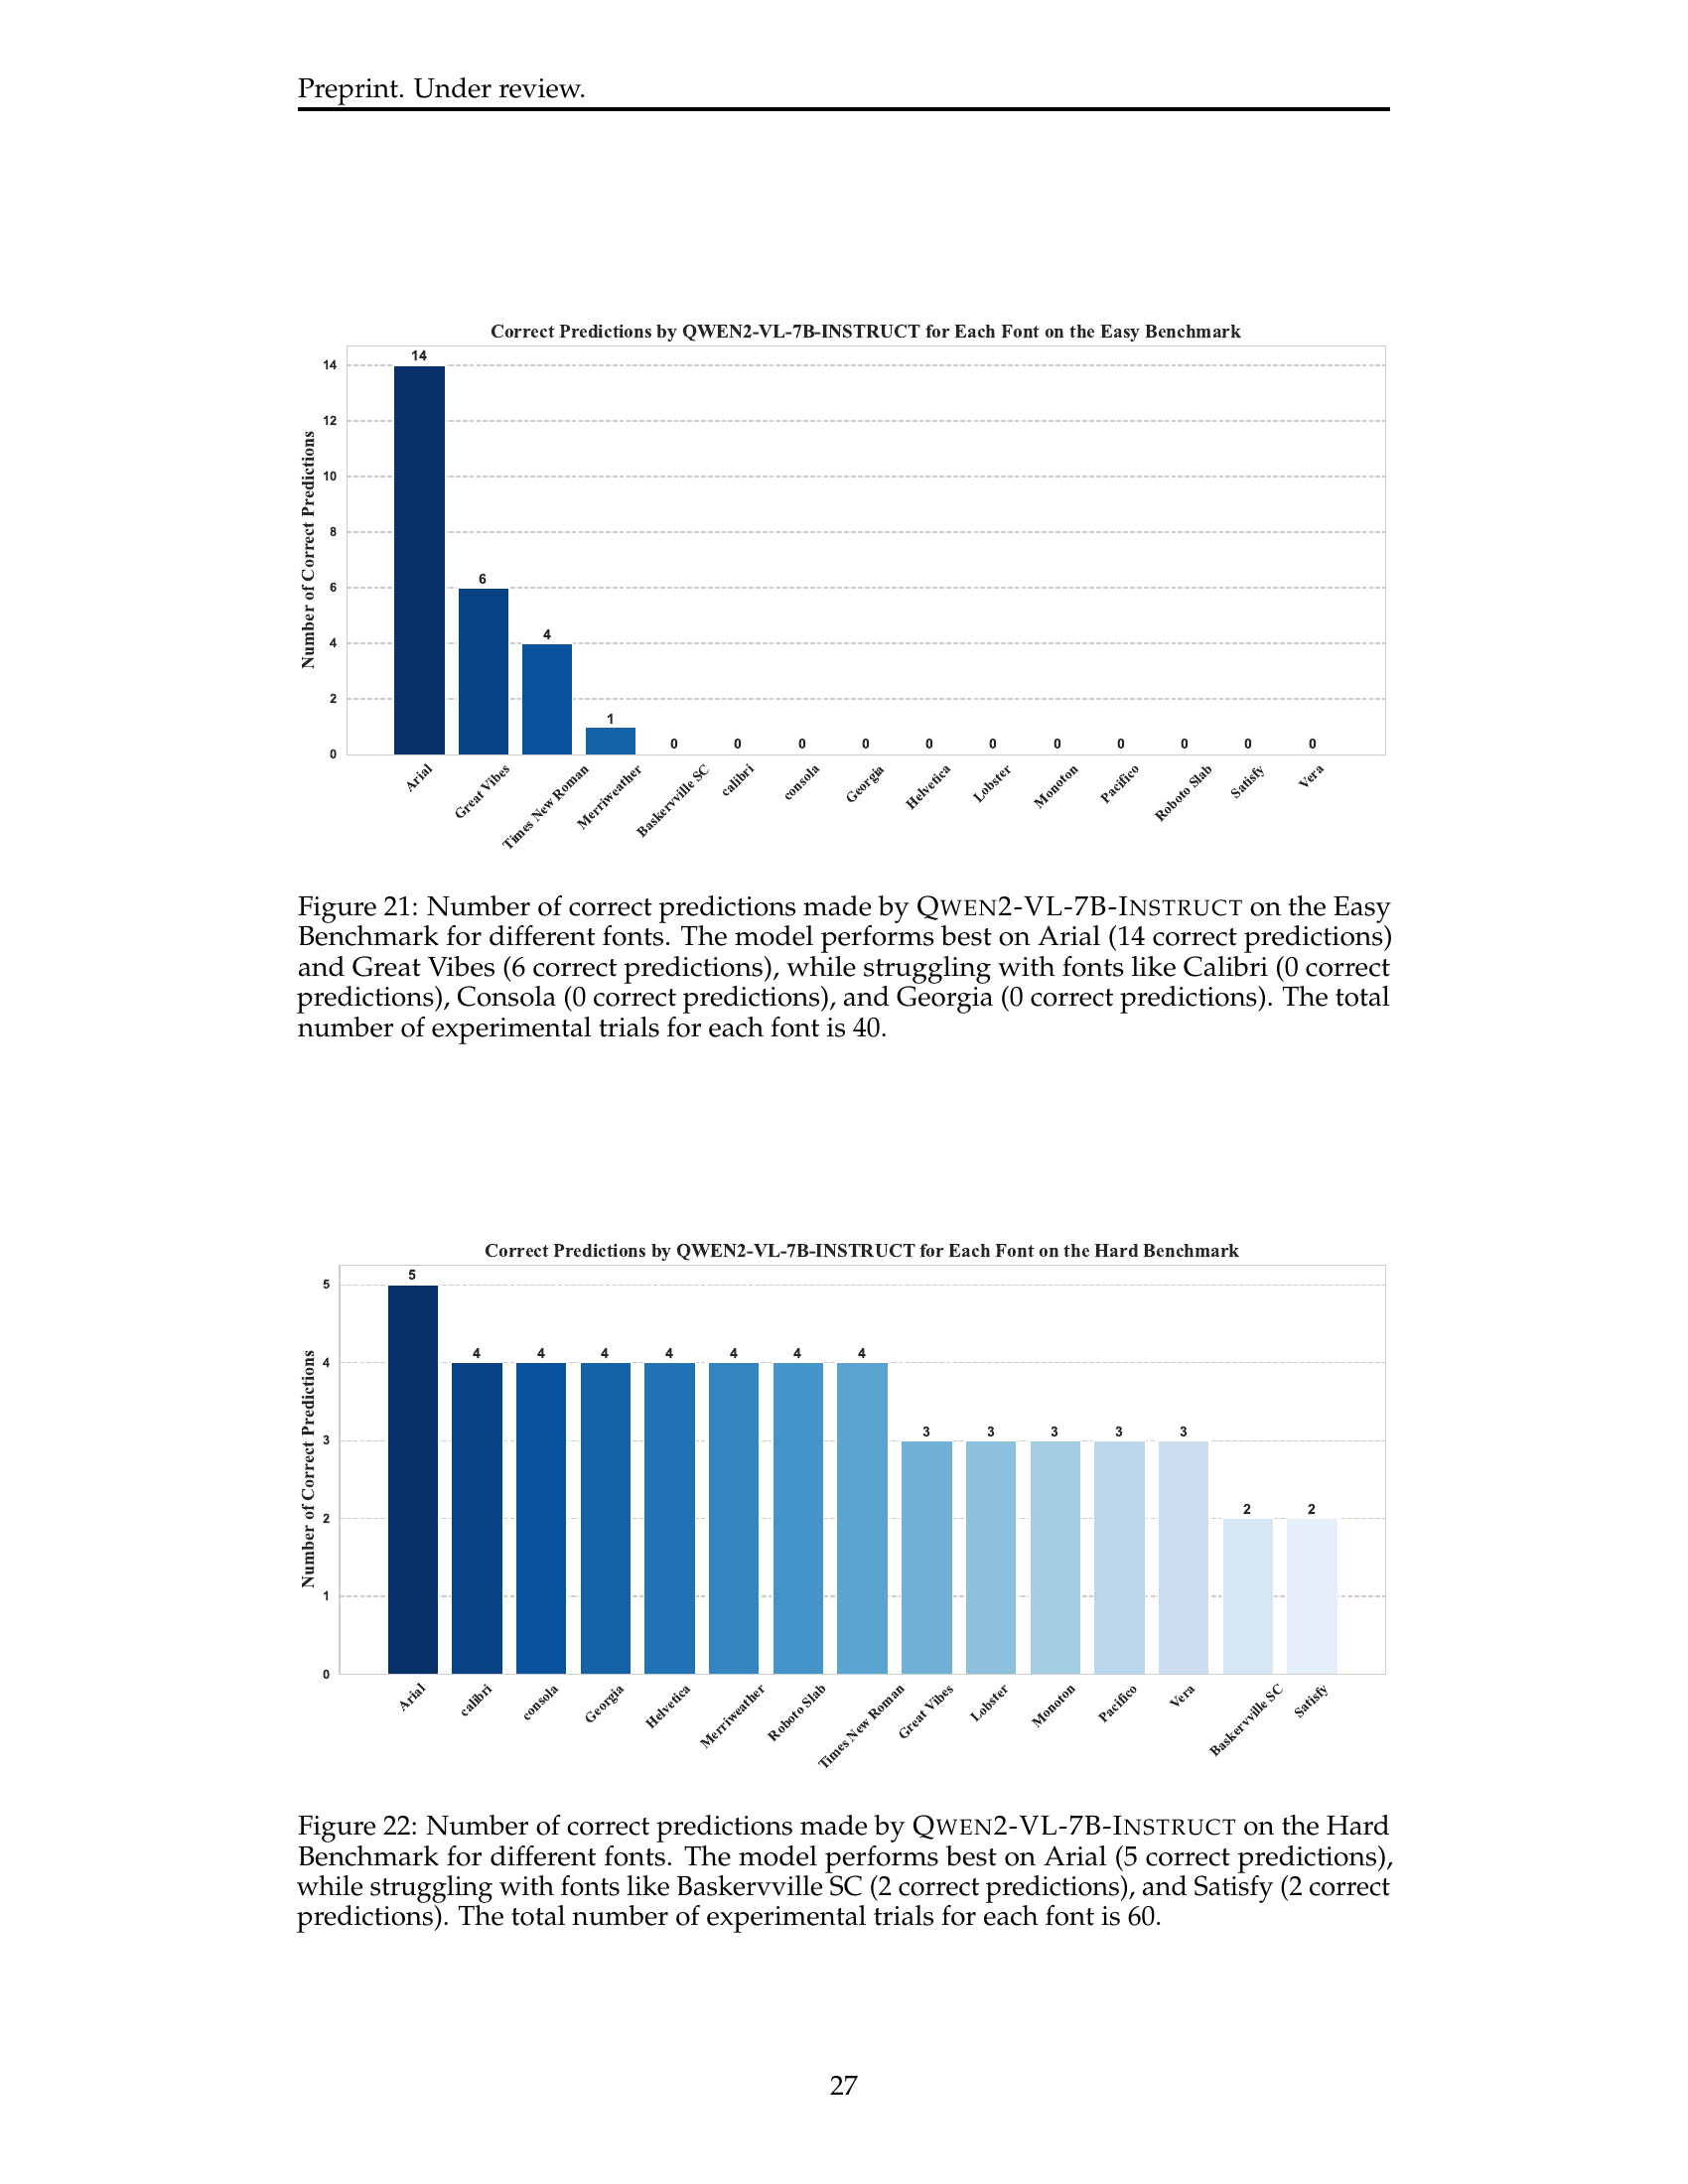 Preprint. Under review.
Correct Predictions by QWEN2-VL-7B-INSTRUCT for Each Font on the Easy Benchmark
Number of Correct Predictions
14
12
10
8
6
4
2
0
14
6
4
1
0
0
0
0
0
0
0
0
0
0
0
Arial
Great Vibes
Times New Roman
Merriweather
Baskervville SC
calibri
consola
Georgia
Helvetica
Lobster
Monoton
Pacifico
Roboto Slab
Satisfy
Vera
Figure 21: Number of correct predictions made by QWEN2-VL-7B-INSTRUCT on the Easy
Benchmark for different fonts. The model performs best on Arial (14 correct predictions)
and Great Vibes (6 correct predictions), while struggling with fonts like Calibri (0 correct
predictions), Consola (0 correct predictions), and Georgia (0 correct predictions). The total
number of experimental trials for each font is 40.
Correct Predictions by QWEN2-VL-7B-INSTRUCT for Each Font on the Hard Benchmark
Number of Correct Predictions
5
4
3
2
1
0
5
4
4
4
4
4
4
4
3
3
3
3
3
2
2
Arial
calibri
consola
Georgia
Helvetica
Merriweather
Roboto Slab
Times New Roman
Great Vibes
Lobster
Monoton
Pacifico
Vera
Baskervville SC
Satisfy
Figure 22: Number of correct predictions made by QWEN2-VL-7B-INSTRUCT on the Hard
Benchmark for different fonts. The model performs best on Arial (5 correct predictions),
while struggling with fonts like Baskervville SC (2 correct predictions), and Satisfy (2 correct
predictions). The total number of experimental trials for each font is 60.
27